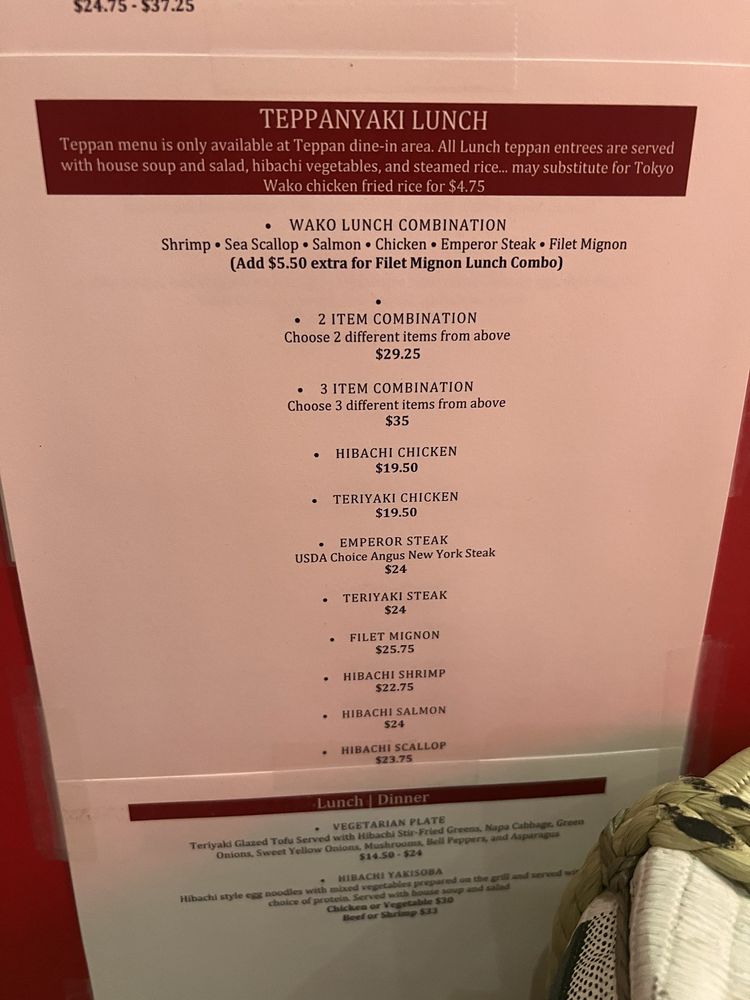 $24.75 - $37.25
TEPPANYAKI LUNCH
Teppan menu is only available at Teppan dine-in area. All Lunch teppan entrees are served
with house soup and salad, hibachi vegetables, and steamed rice... may substitute for Tokyo
Wako chicken fried rice for $4.75
• WAKO LUNCH COMBINATION
Shrimp • Sea Scallop • Salmon • Chicken • Emperor Steak • Filet Mignon
(Add $5.50 extra for Filet Mignon Lunch Combo)
•
• 2 ITEM COMBINATION
Choose 2 different items from above
$29.25
• 3 ITEM COMBINATION
Choose 3 different items from above
$35
• HIBACHI CHICKEN
$19.50
• TERIYAKI CHICKEN
$19.50
• EMPEROR STEAK
USDA Choice Angus New York Steak
$24
• TERIYAKI STEAK
$24
• FILET MIGNON
$25.75
• HIBACHI SHRIMP
$22.75
• HIBACHI SALMON
$24
• HIBACHI SCALLOP
$23.75
Lunch | Dinner
• VEGETARIAN PLATE
Teriyaki Glazed Tofu Served with Hibachi Stir-Fried Greens, Napa Cabbage, Green
Onions, Sweet Yellow Onions, Mushrooms, Bell Peppers, and Asparagus
$14.50 - $24
• HIBACHI YAKISOBA
Hibachi style egg noodles with mixed vegetables prepared on the grill and served
choice of protein. Served with house soup and salad
Chicken or Vegetable $30
Beef or Shrimp $33